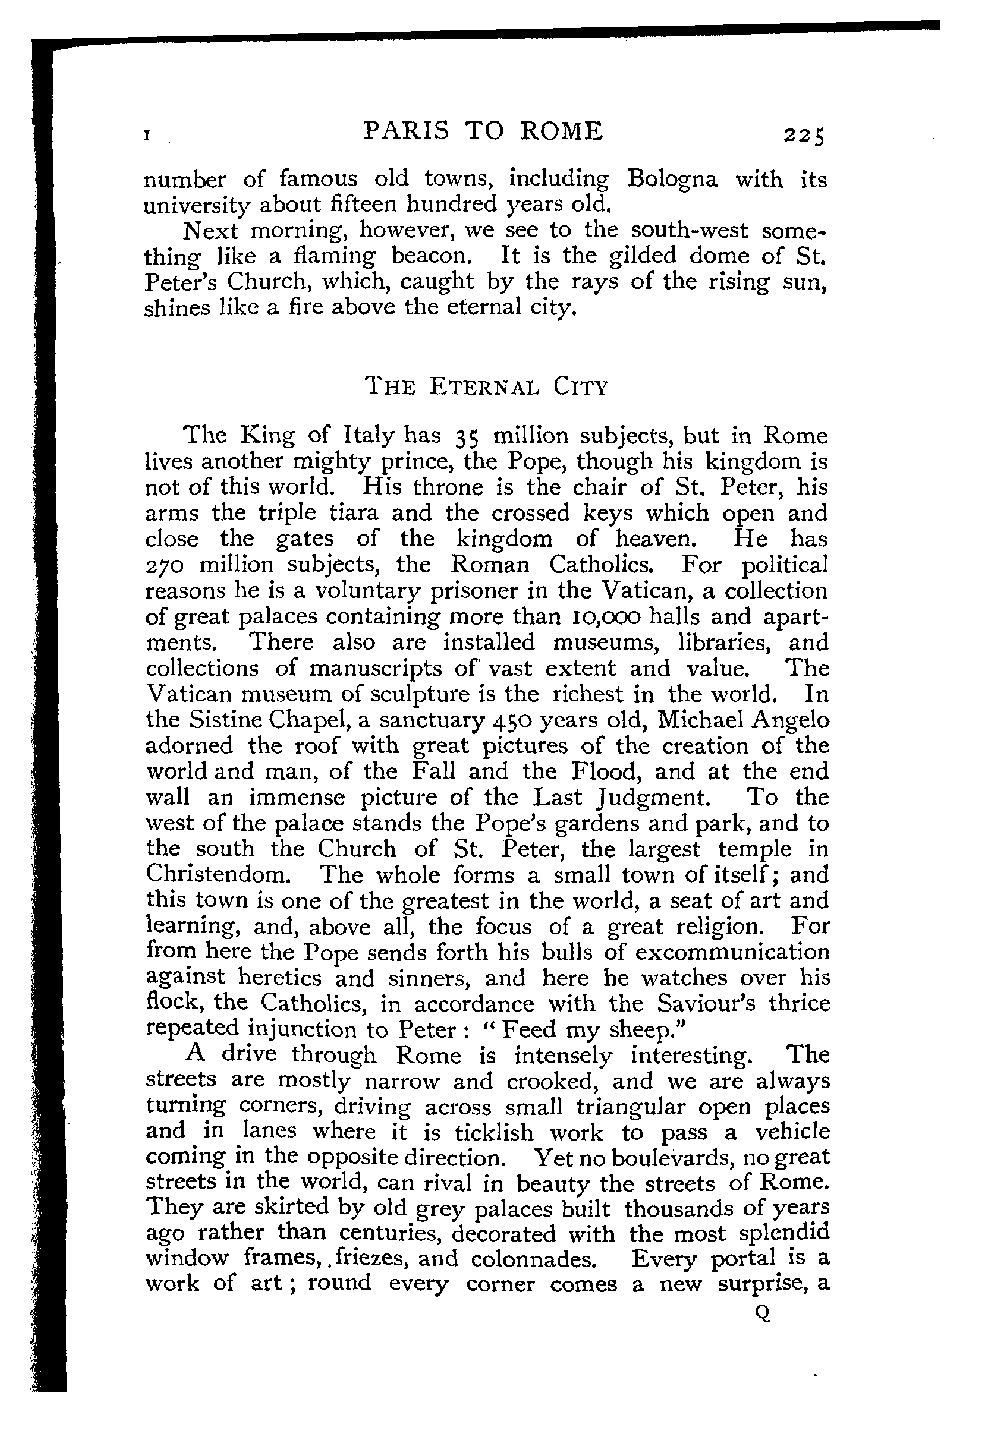 I PARIS TO ROME 225
number of famous old towns, including Bologna with its
university about fifteen hundred years old.
Next morning, however, we see to the south-west some-
thing like a flaming beacon. It is the gilded dome of St.
Peter's Church, which, caught by the rays of the rising sun,
shines like a fire above the eternal city.
THE ETERNAL CITY
The King of Italy has 35 million subjects, but in Rome
lives another mighty prince, the Pope, though his kingdom is
not of this world. His throne is the chair of St. Peter, his
arms the triple tiara and the crossed keys which open and
close the gates of the kingdom of heaven. He has
270 million subjects, the Roman Catholics. For political
reasons he is a voluntary prisoner in the Vatican, a collection
of great palaces containing more than 10,000 halls and apart-
ments. There also are installed museums, libraries, and
collections of manuscripts of vast extent and value. The
Vatican museum of sculpture is the richest in the world. In
the Sistine Chapel, a sanctuary 450 years old, Michael Angelo
adorned the roof with great pictures of the creation of the
world and man, of the Fall and the Flood, and at the end
wall an immense picture of the Last Judgment. To the
west of the palace stands the Pope's gardens and park, and to
the south the Church of St. Peter, the largest temple in
Christendom. The whole forms a small town of itself; and
this town is one of the greatest in the world, a seat of art and
learning, and, above all, the focus of a great religion. For
from here the Pope sends forth his bulls of excommunication
against heretics and sinners, and here he watches over his
flock, the Catholics, in accordance with the Saviour's thrice
repeated injunction to Peter: "Feed my sheep."
A drive through Rome is intensely interesting. The
streets are mostly narrow and crooked, and we are always
turning corners, driving across small triangular open places
and in lanes where it is ticklish work to pass a vehicle
coming in the opposite direction. Yet no boulevards, no great
streets in the world, can rival in beauty the streets of Rome.
They are skirted by old grey palaces built thousands of years
ago rather than centuries, decorated with the most splendid
window frames, friezes, and colonnades. Every portal is a
work of art; round every corner comes a new surprise, a
Q